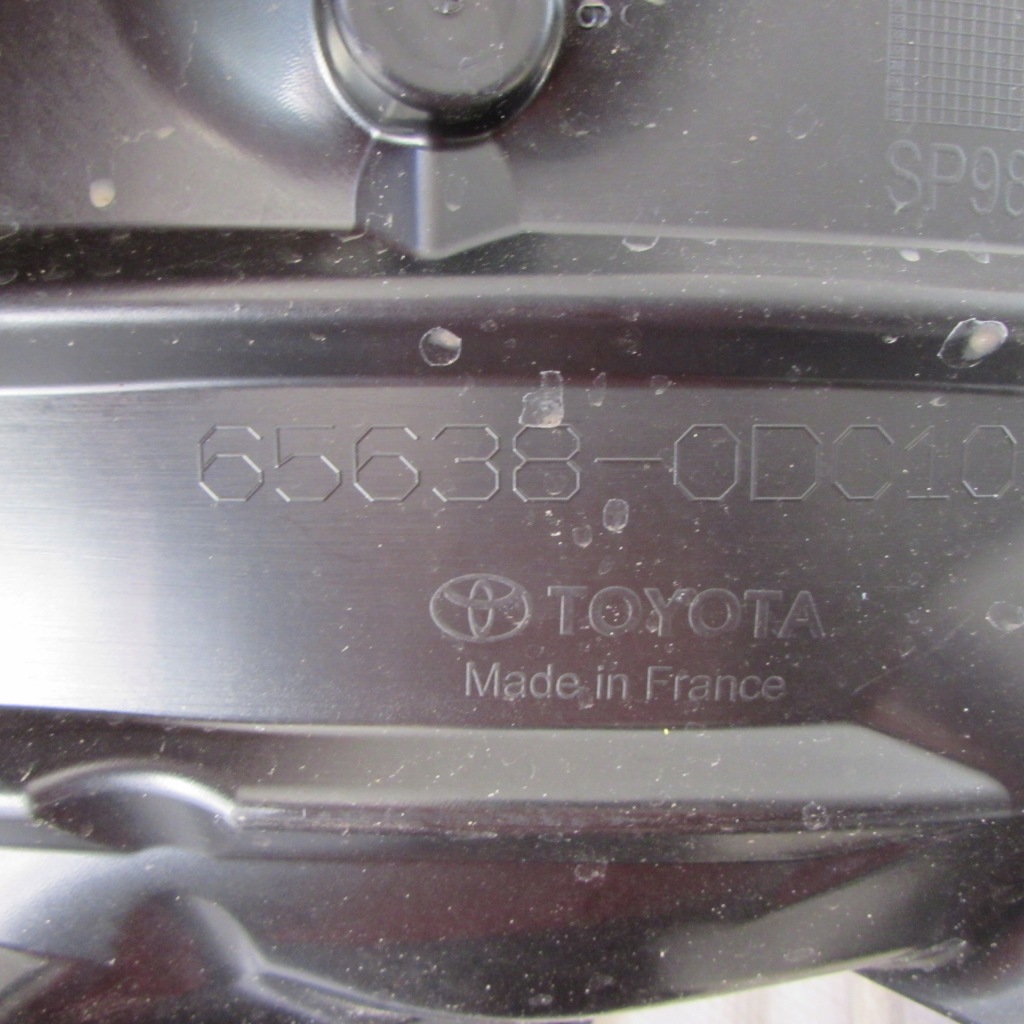 SP98
65638-0DC10
TOYOTA
Made in France